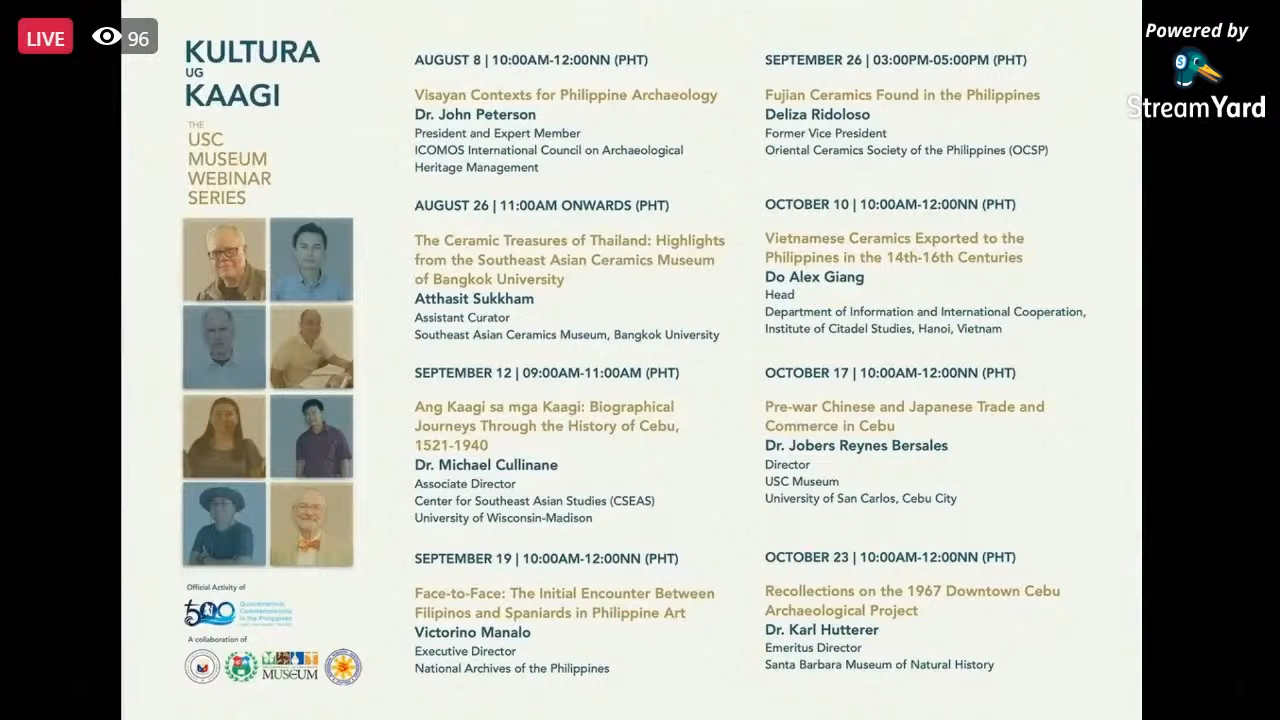 LIVE
96
KULTURA
UG
KAAGI
THE
USC
MUSEUM
WEBINAR
SERIES
Official Activity of
500
Quincentennial
Commemorations
in the Philippines
A collaboration of
MUSEUM
AUGUST 8 | 10:00AM-12:00NN (PHT)
Visayan Contexts for Philippine Archaeology
Dr. John Peterson
President and Expert Member
ICOMOS International Council on Archaeological
Heritage Management
AUGUST 26 | 11:00AM ONWARDS (PHT)
The Ceramic Treasures of Thailand: Highlights
from the Southeast Asian Ceramics Museum
of Bangkok University
Atthasit Sukkham
Assistant Curator
Southeast Asian Ceramics Museum, Bangkok University
SEPTEMBER 12 | 09:00AM-11:00AM (PHT)
Ang Kaagi sa mga Kaagi: Biographical
Journeys Through the History of Cebu,
1521-1940
Dr. Michael Cullinane
Associate Director
Center for Southeast Asian Studies (CSEAS)
University of Wisconsin-Madison
SEPTEMBER 19 | 10:00AM-12:00NN (PHT)
Face-to-Face: The Initial Encounter Between
Filipinos and Spaniards in Philippine Art
Victorino Manalo
Executive Director
National Archives of the Philippines
SEPTEMBER 26 | 03:00PM-05:00PM (PHT)
Fujian Ceramics Found in the Philippines
Deliza Ridoloso
Former Vice President
Oriental Ceramics Society of the Philippines (OCSP)
OCTOBER 10 | 10:00AM-12:00NN (PHT)
Vietnamese Ceramics Exported to the
Philippines in the 14th-16th Centuries
Do Alex Giang
Head
Department of Information and International Cooperation,
Institute of Citadel Studies, Hanoi, Vietnam
OCTOBER 17 | 10:00AM-12:00NN (PHT)
Pre-war Chinese and Japanese Trade and
Commerce in Cebu
Dr. Jobers Reynes Bersales
Director
USC Museum
University of San Carlos, Cebu City
OCTOBER 23 | 10:00AM-12:00NN (PHT)
Recollections on the 1967 Downtown Cebu
Archaeological Project
Dr. Karl Hutterer
Emeritus Director
Santa Barbara Museum of Natural History
Powered by
StreamYard